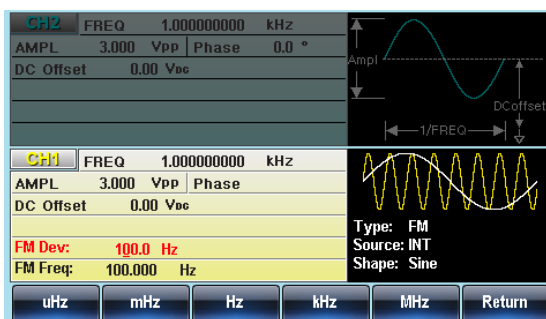 CH2 FREQ 1.000000000 kHz
AMPL 3.000 Vpp Phase 0.0 °
DC Offset 0.00 VDC
Ampl
DCoffset
1/FREQ
CH1 FREQ 1.000000000 kHz
AMPL 3.000 Vpp Phase
DC Offset 0.00 VDC
FM Dev: 100.0 Hz
FM Freq: 100.000 Hz
Type: FM
Source: INT
Shape: Sine
uHz mHz Hz kHz MHz Return